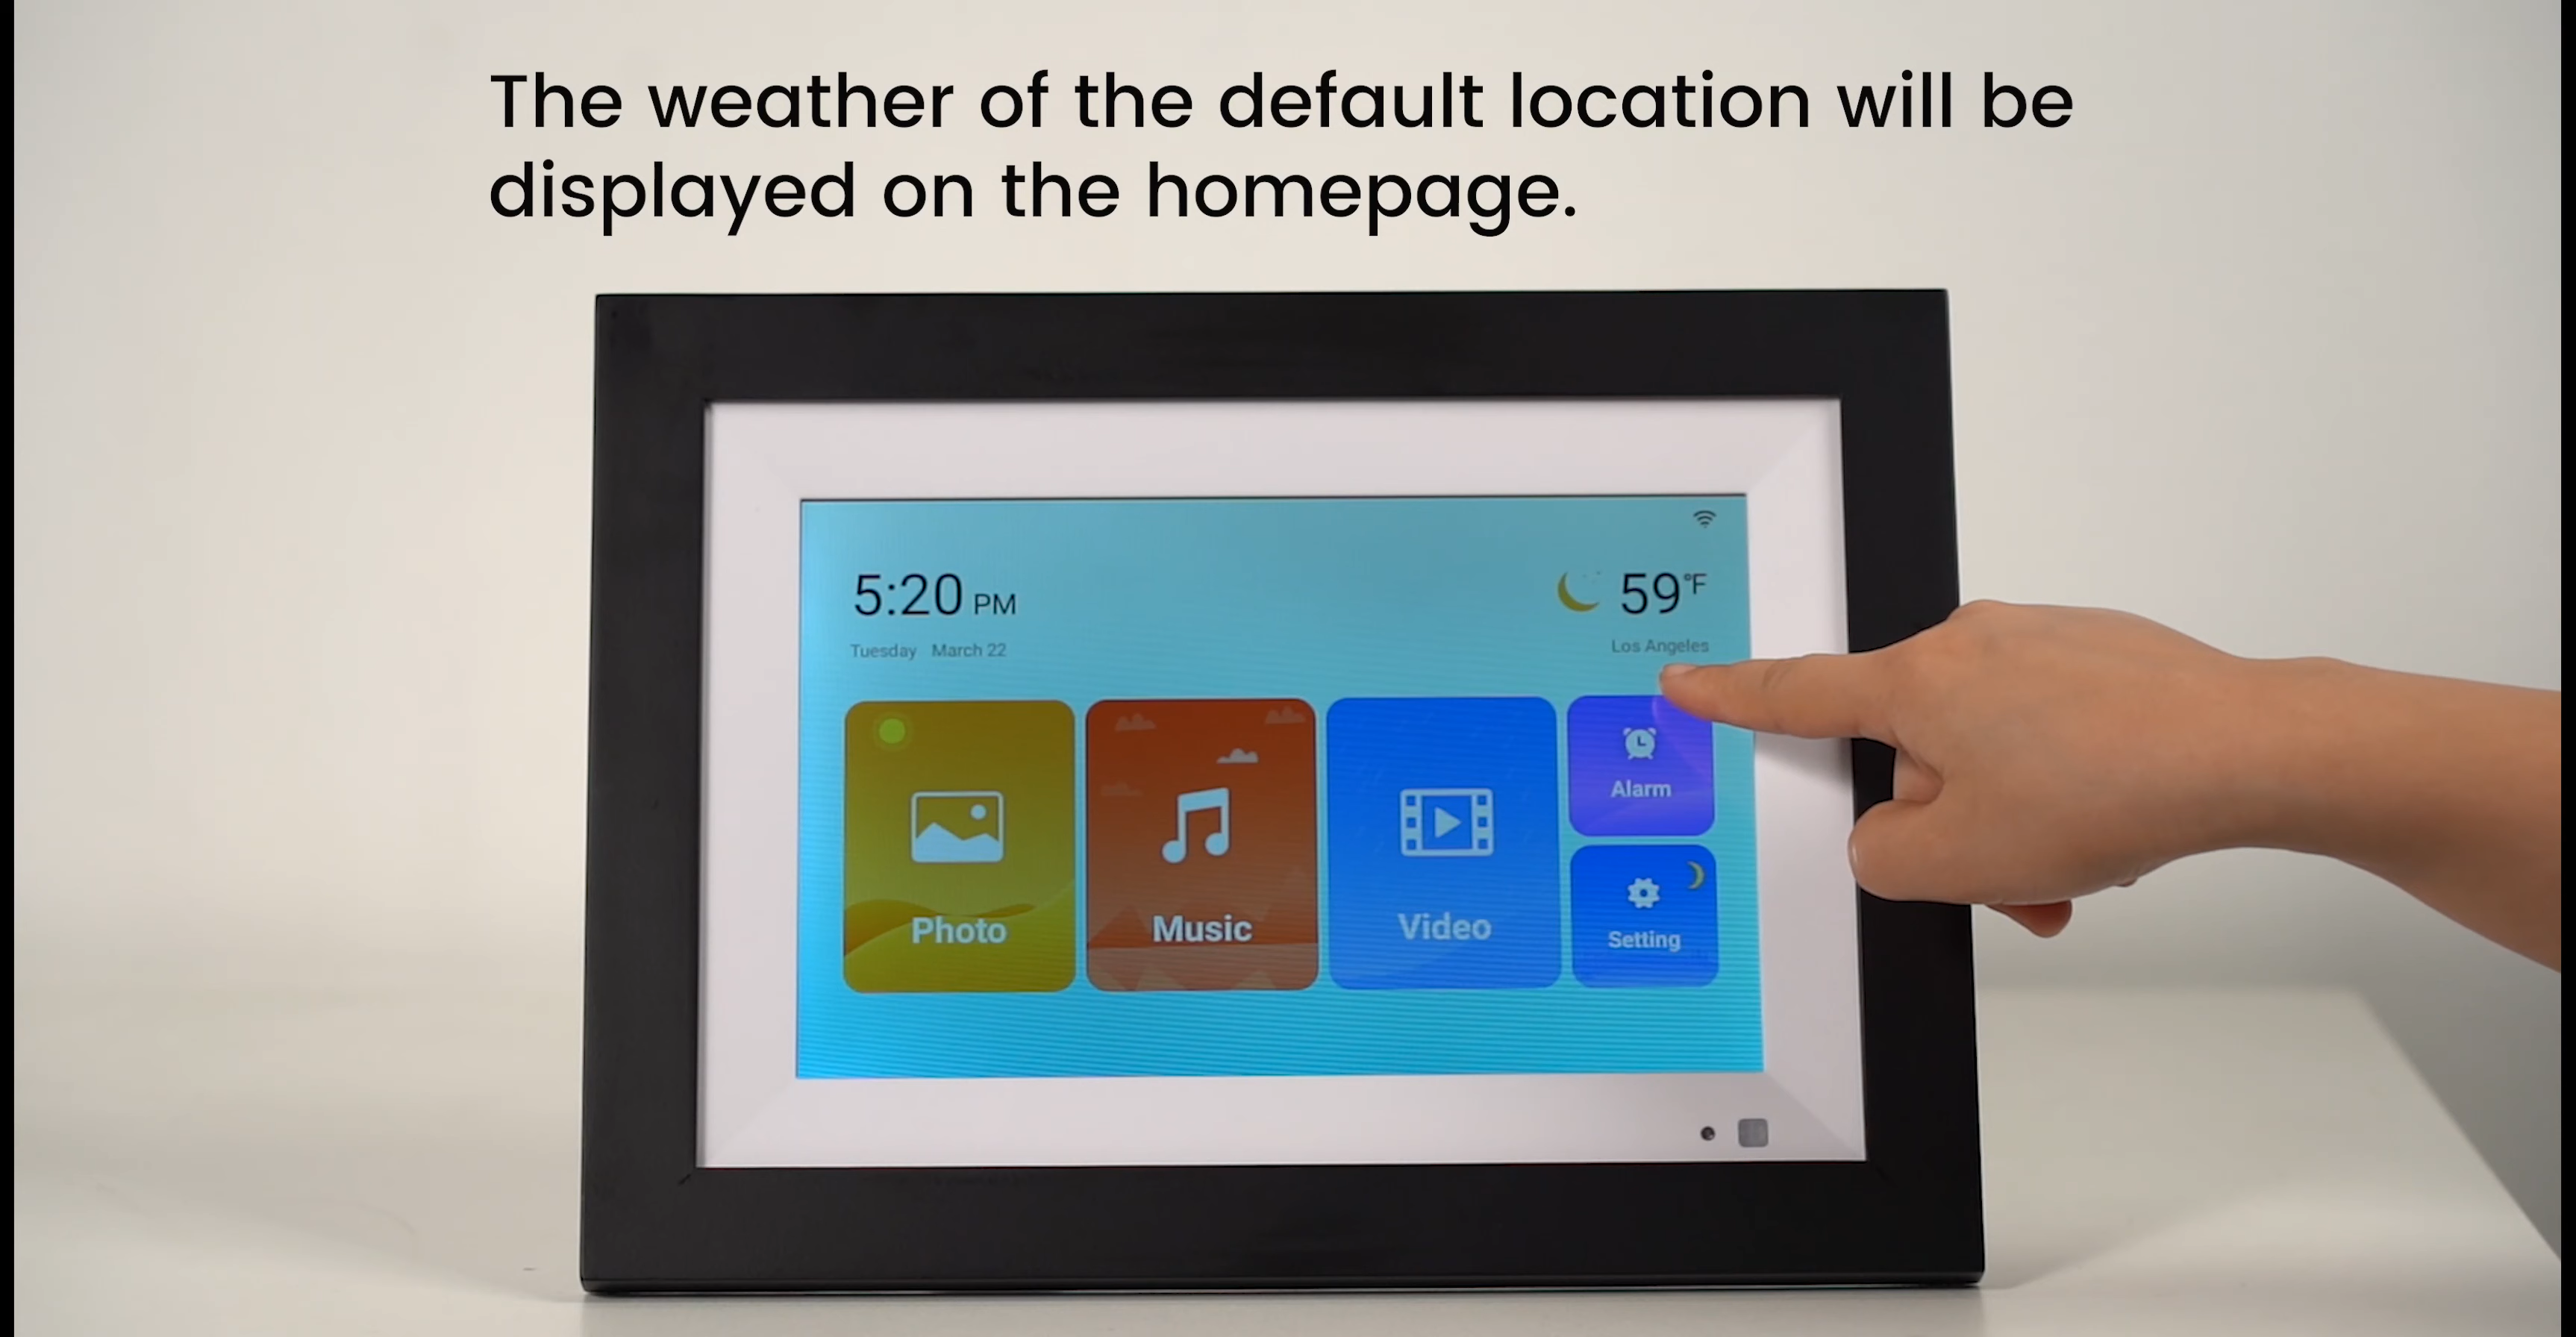 The weather of the default location will be
displayed on the homepage.
5:20 PM
59°F
Tuesday March 22
Los Angeles
Photo
Music
Video
Alarm
Setting